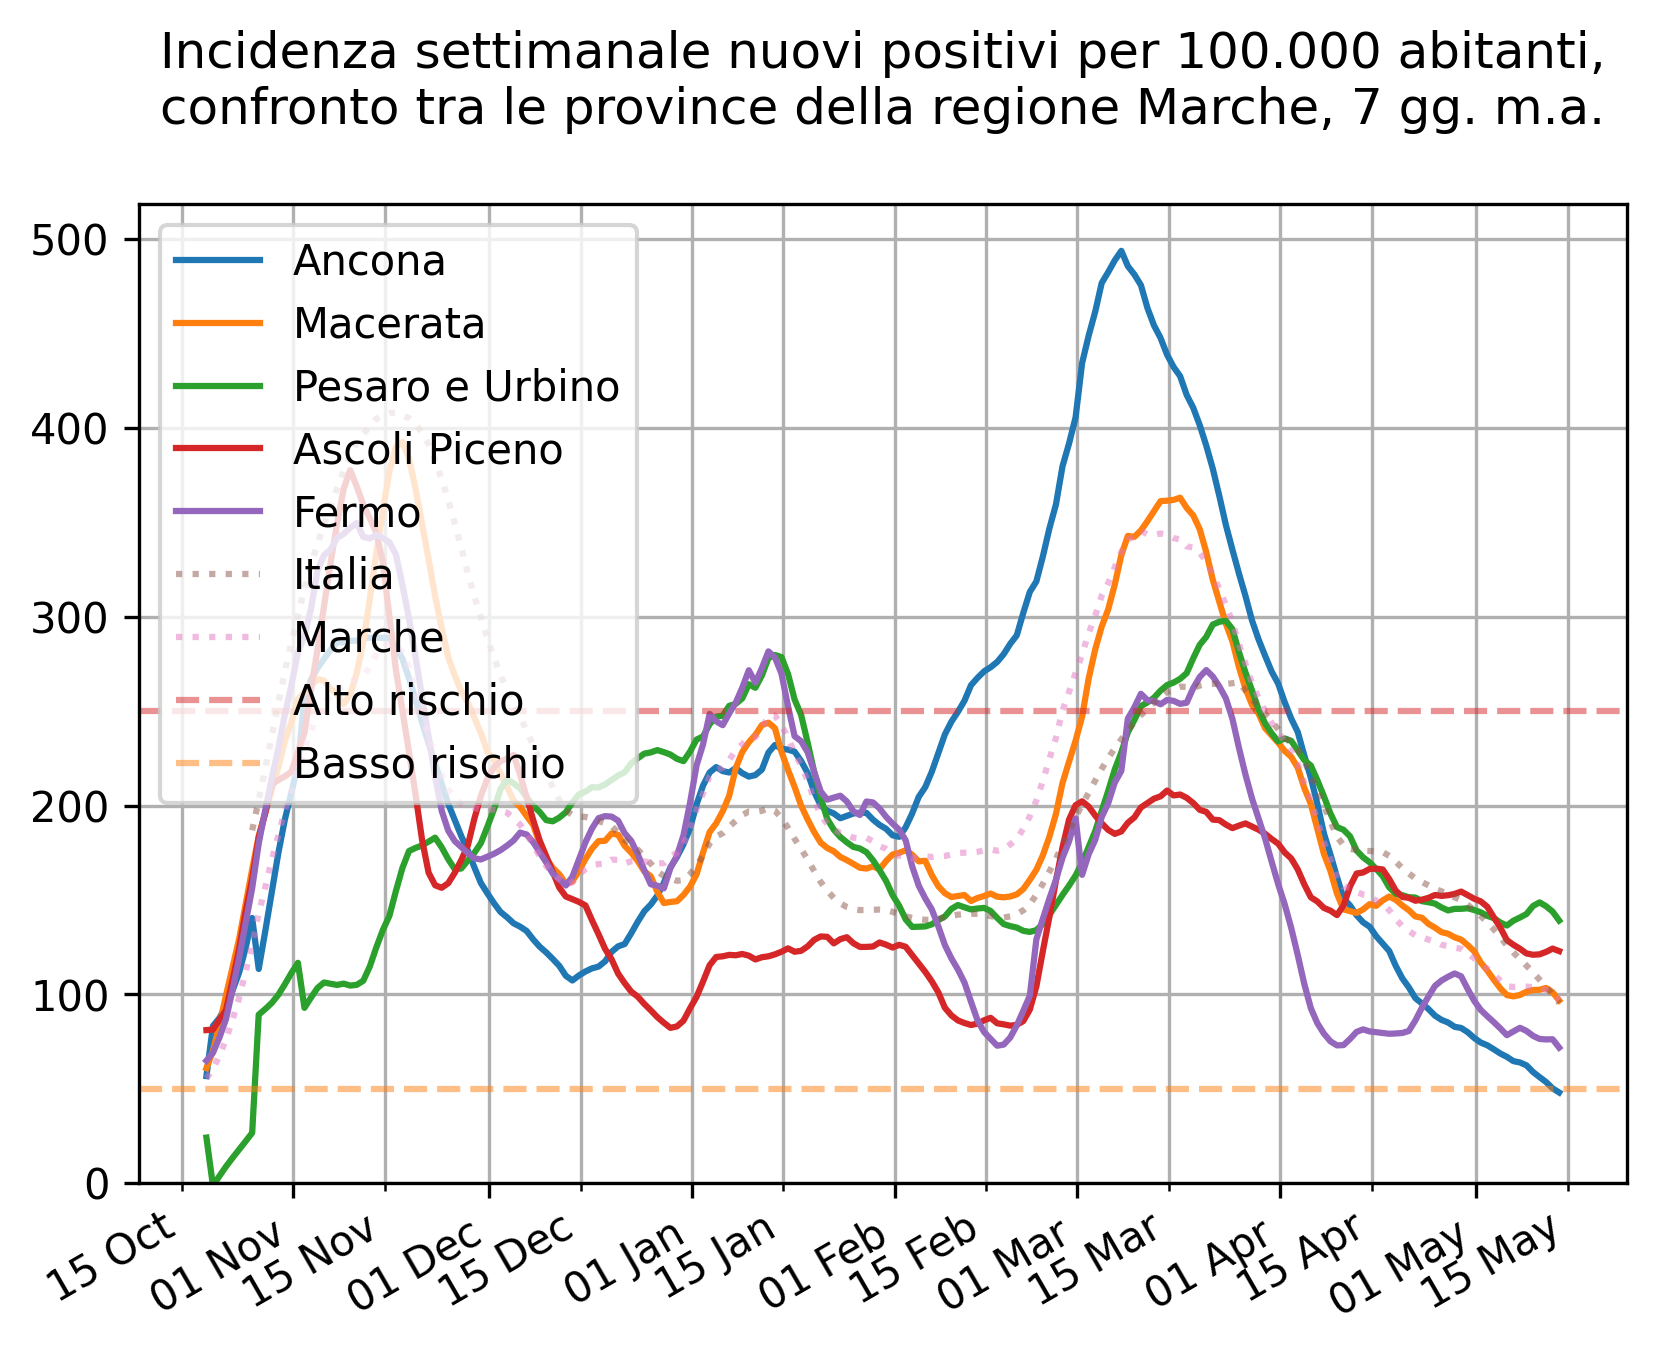 Incidenza settimanale nuovi positivi per 100.000 abitanti,
confronto tra le province della regione Marche, 7 gg. m.a.
500
400
300
200
100
0
Ancona
Macerata
Pesaro e Urbino
Ascoli Piceno
Fermo
Italia
Marche
Alto rischio
Basso rischio
15 Oct
01 Nov
15 Nov
01 Dec
15 Dec
01 Jan
15 Jan
01 Feb
15 Feb
01 Mar
15 Mar
01 Apr
15 Apr
01 May
15 May